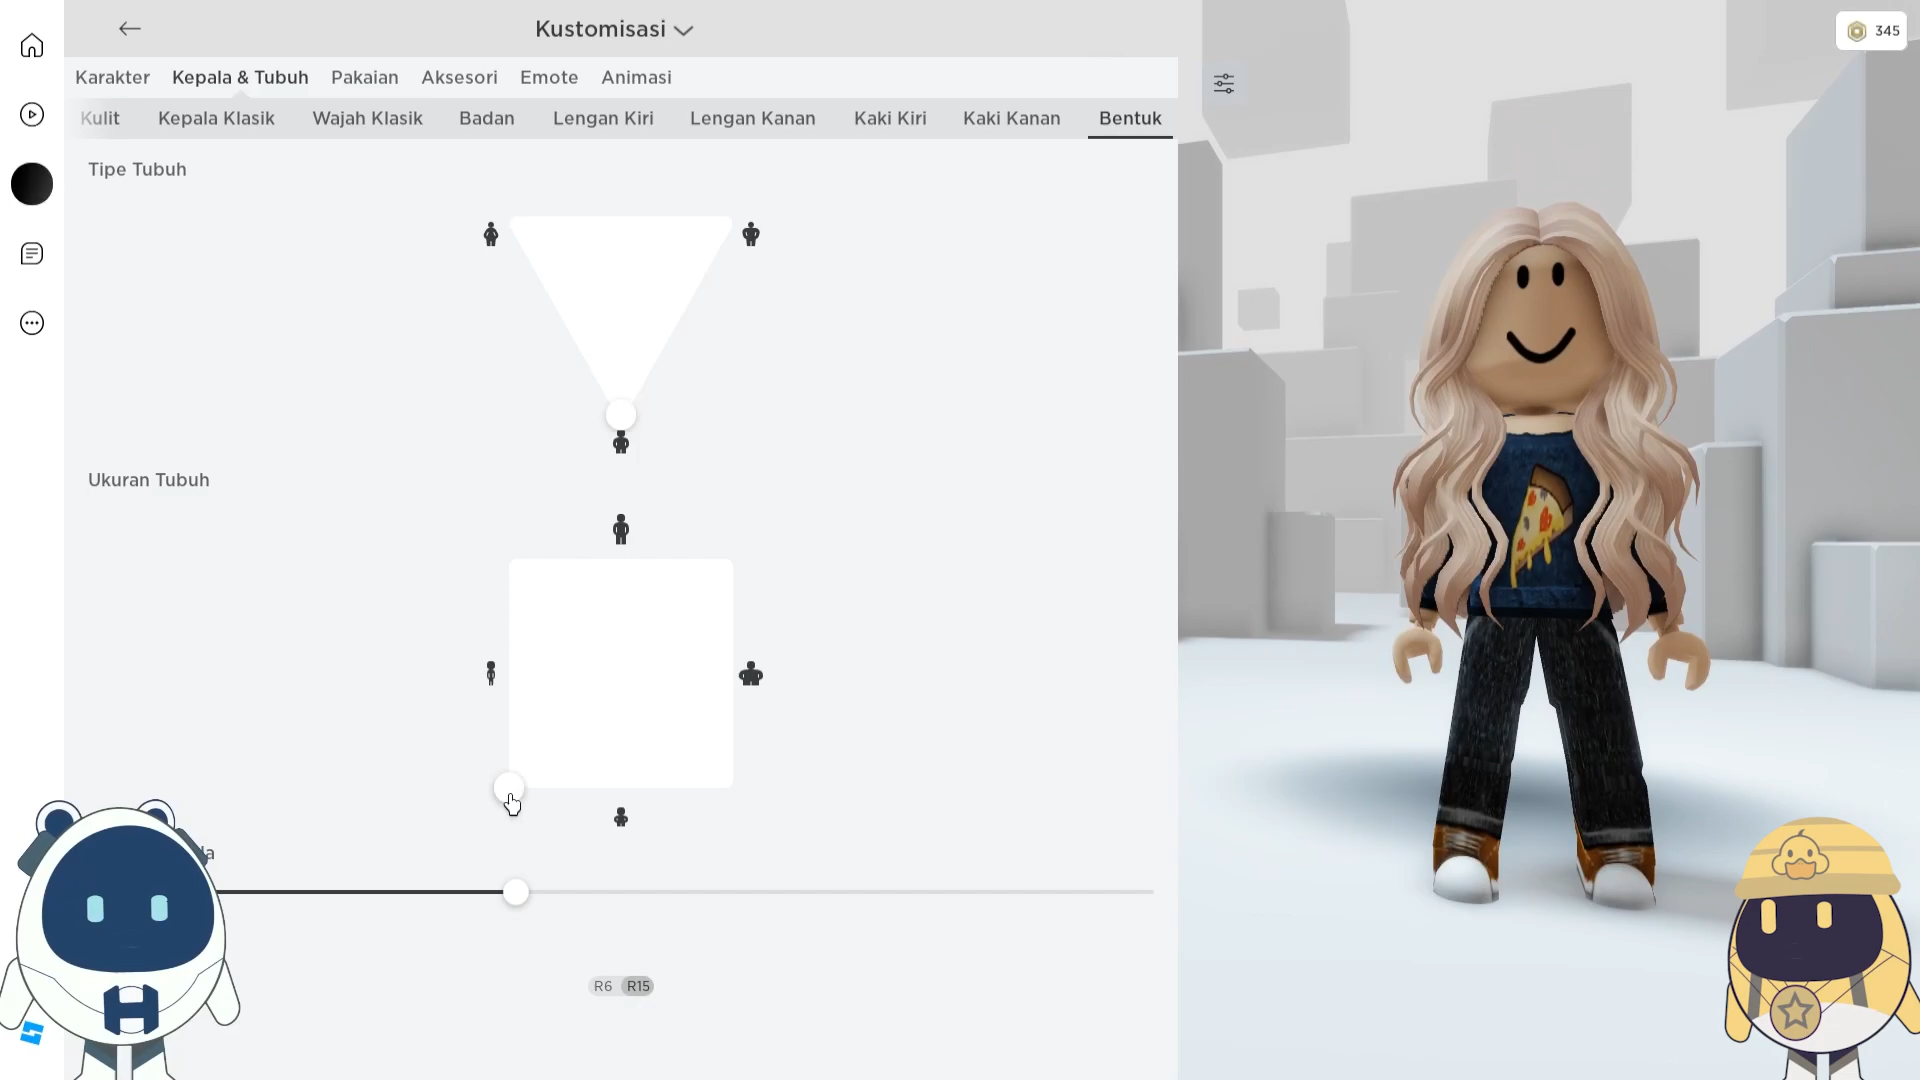 Kustomisasi
345
Karakter Kepala & Tubuh Pakaian Aksesori Emote Animasi
Kulit Kepala Klasik Wajah Klasik Badan Lengan Kiri Lengan Kanan Kaki Kiri Kaki Kanan Bentuk
Tipe Tubuh
Ukuran Tubuh
R6 R15